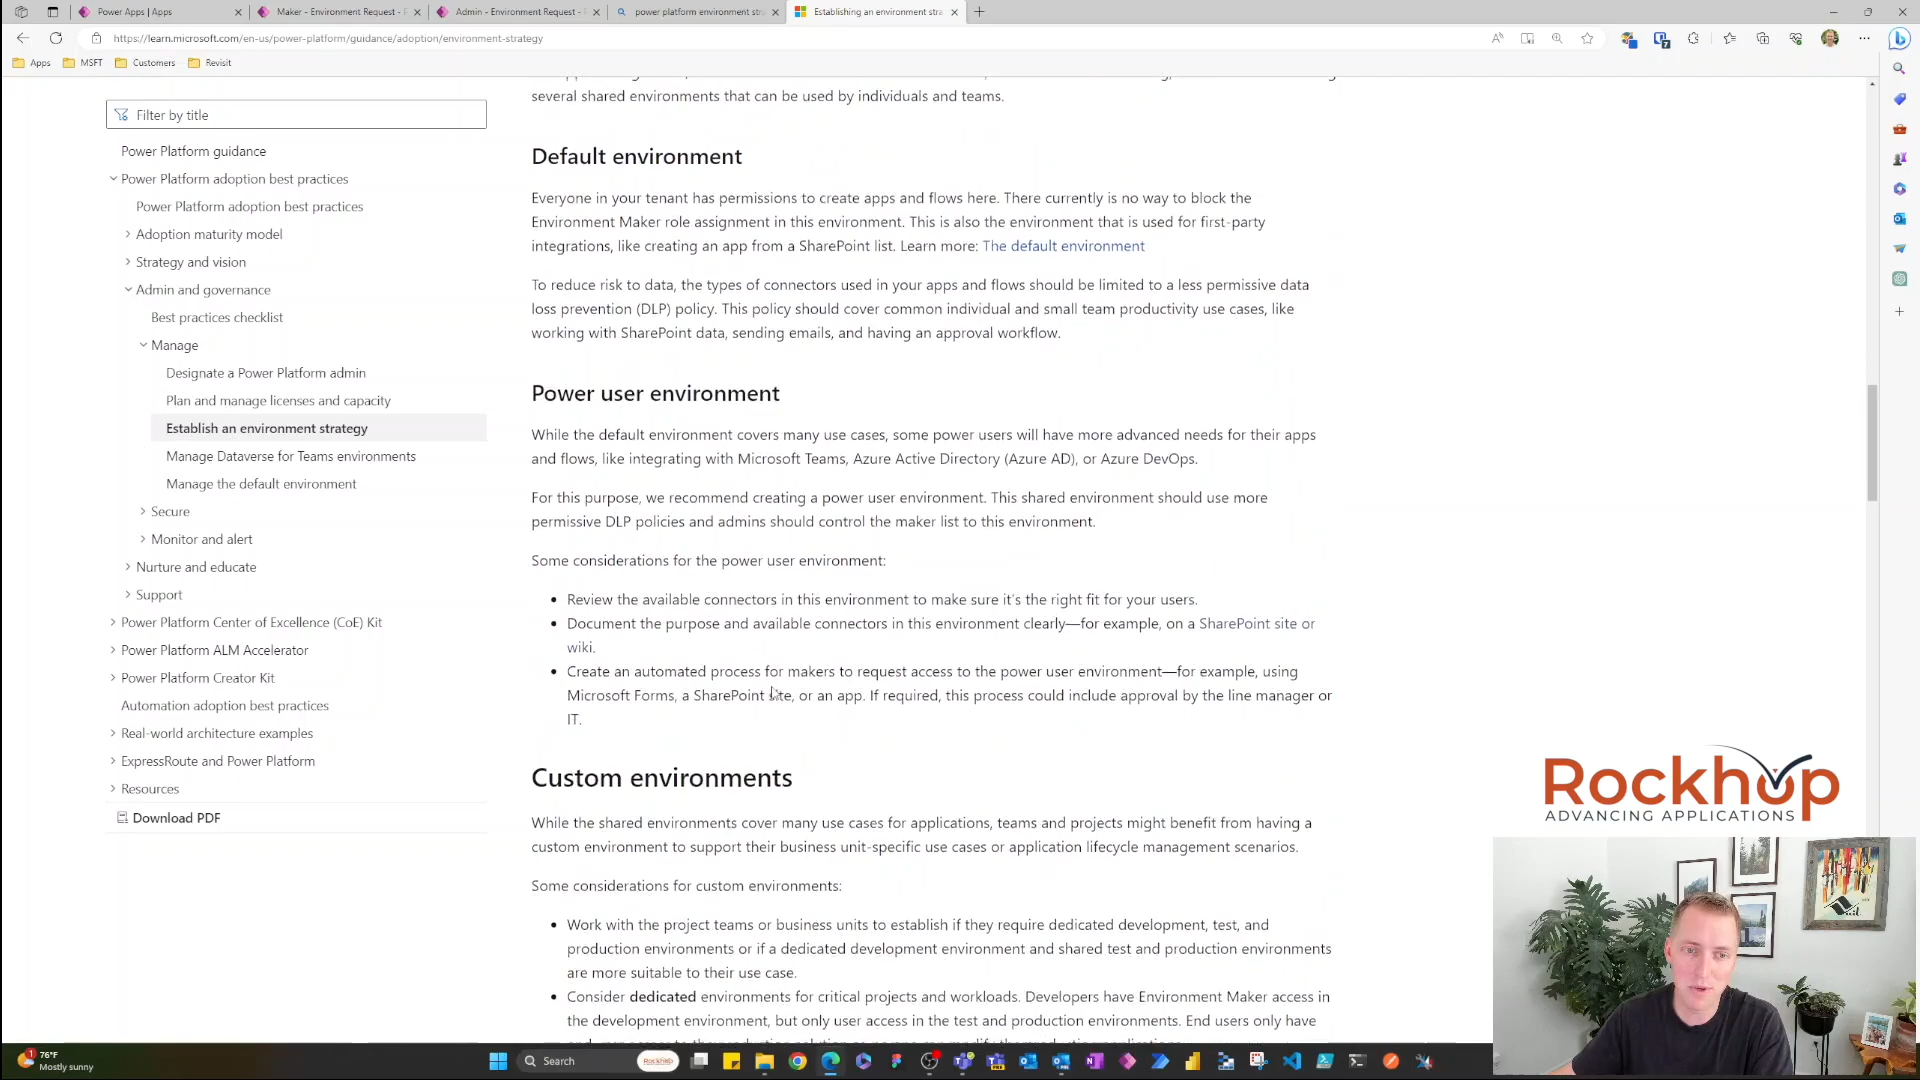 Power Apps | Apps
Maker - Environment Request - P
Admin - Environment Request -
power platform environment stra
Establishing an environment stra
https://learn.microsoft.com/en-us/power-platform/guidance/adoption/environment-strategy
Apps
MSFT
Customers
Revisit
Filter by title
Power Platform guidance
Power Platform adoption best practices
Power Platform adoption best practices
Adoption maturity model
Strategy and vision
Admin and governance
Best practices checklist
Manage
Designate a Power Platform admin
Plan and manage licenses and capacity
Establish an environment strategy
Manage Dataverse for Teams environments
Manage the default environment
Secure
Monitor and alert
Nurture and educate
Support
Power Platform Center of Excellence (CoE) Kit
Power Platform ALM Accelerator
Power Platform Creator Kit
Automation adoption best practices
Real-world architecture examples
ExpressRoute and Power Platform
Resources
Download PDF
several shared environments that can be used by individuals and teams.
Default environment
Everyone in your tenant has permissions to create apps and flows here. There currently is no way to block the
Environment Maker role assignment in this environment. This is also the environment that is used for first-party
integrations, like creating an app from a SharePoint list. Learn more: The default environment
To reduce risk to data, the types of connectors used in your apps and flows should be limited to a less permissive data
loss prevention (DLP) policy. This policy should cover common individual and small team productivity use cases, like
working with SharePoint data, sending emails, and having an approval workflow.
Power user environment
While the default environment covers many use cases, some power users will have more advanced needs for their apps
and flows, like integrating with Microsoft Teams, Azure Active Directory (Azure AD), or Azure DevOps.
For this purpose, we recommend creating a power user environment. This shared environment should use more
permissive DLP policies and admins should control the maker list to this environment.
Some considerations for the power user environment:
• Review the available connectors in this environment to make sure it's the right fit for your users.
• Document the purpose and available connectors in this environment clearly—for example, on a SharePoint site or
wiki.
• Create an automated process for makers to request access to the power user environment—for example, using
Microsoft Forms, a SharePoint site, or an app. If required, this process could include approval by the line manager or
IT.
Custom environments
While the shared environments cover many use cases for applications, teams and projects might benefit from having a
custom environment to support their business unit-specific use cases or application lifecycle management scenarios.
Some considerations for custom environments:
• Work with the project teams or business units to establish if they require dedicated development, test, and
production environments or if a dedicated development environment and shared test and production environments
are more suitable to their use case.
• Consider dedicated environments for critical projects and workloads. Developers have Environment Maker access in
the development environment, but only user access in the test and production environments. End users only have
Rockhop
ADVANCING APPLICATIONS
1
76°F
Mostly sunny
Search
Rockhop